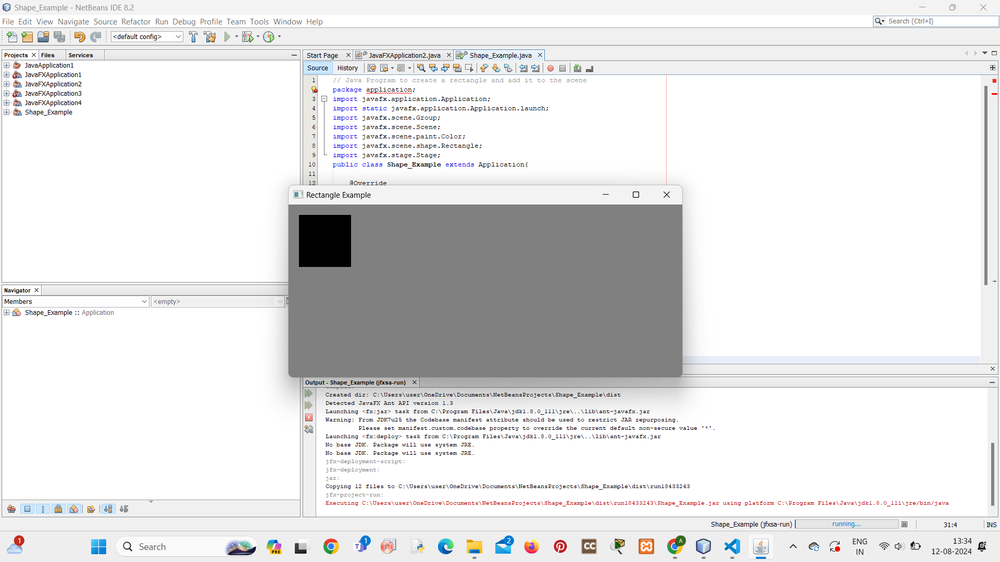 Shape_Example - NetBeans IDE 8.2
File Edit View Navigate Source Refactor Run Debug Profile Team Tools Window Help
Search (Ctrl+I)
<default config>
Projects Files Services
JavaApplication1
JavaFXApplication1
JavaFXApplication2
JavaFXApplication3
JavaFXApplication4
Shape_Example
Start Page JavaFXApplication2.java Shape_Example.java
Source History
1 // Java Program to create a rectangle and add it to the scene
package application;
3 import javafx.application.Application;
4 import static javafx.application.Application.launch;
5 import javafx.scene.Group;
6 import javafx.scene.Scene;
7 import javafx.scene.paint.Color;
8 import javafx.scene.shape.Rectangle;
9 import javafx.stage.Stage;
10 public class Shape_Example extends Application{
11
12 @Override
Rectangle Example
Navigator
Members <empty>
Shape_Example :: Application
Output - Shape_Example (jfxsa-run)
Created dir: C:\Users\user\OneDrive\Documents\NetBeansProjects\Shape_Example\dist
Detected JavaFX Ant API version 1.3
Launching <fx:jar> task from C:\Program Files\Java\jdk1.8.0_111\jre\..\lib\ant-javafx.jar
Warning: From JDK7u25 the Codebase manifest attribute should be used to restrict JAR repurposing.
Please set manifest.custom.codebase property to override the current default non-secure value '*'.
Launching <fx:deploy> task from C:\Program Files\Java\jdk1.8.0_111\jre\..\lib\ant-javafx.jar
No base JDK. Package will use system JRE.
No base JDK. Package will use system JRE.
jfx-deployment-script:
jfx-deployment:
jar:
Copying 12 files to C:\Users\user\OneDrive\Documents\NetBeansProjects\Shape_Example\dist\run18433243
jfx-project-run:
Executing C:\Users\user\OneDrive\Documents\NetBeansProjects\Shape_Example\dist\run18433243\Shape_Example.jar using platform C:\Program Files\Java\jdk1.8.0_111\jre/bin/java
Shape_Example (jfxsa-run) running... 31:4 INS
1
Search
PRE
1
2
CC
A
ENG
IN
13:34
12-08-2024